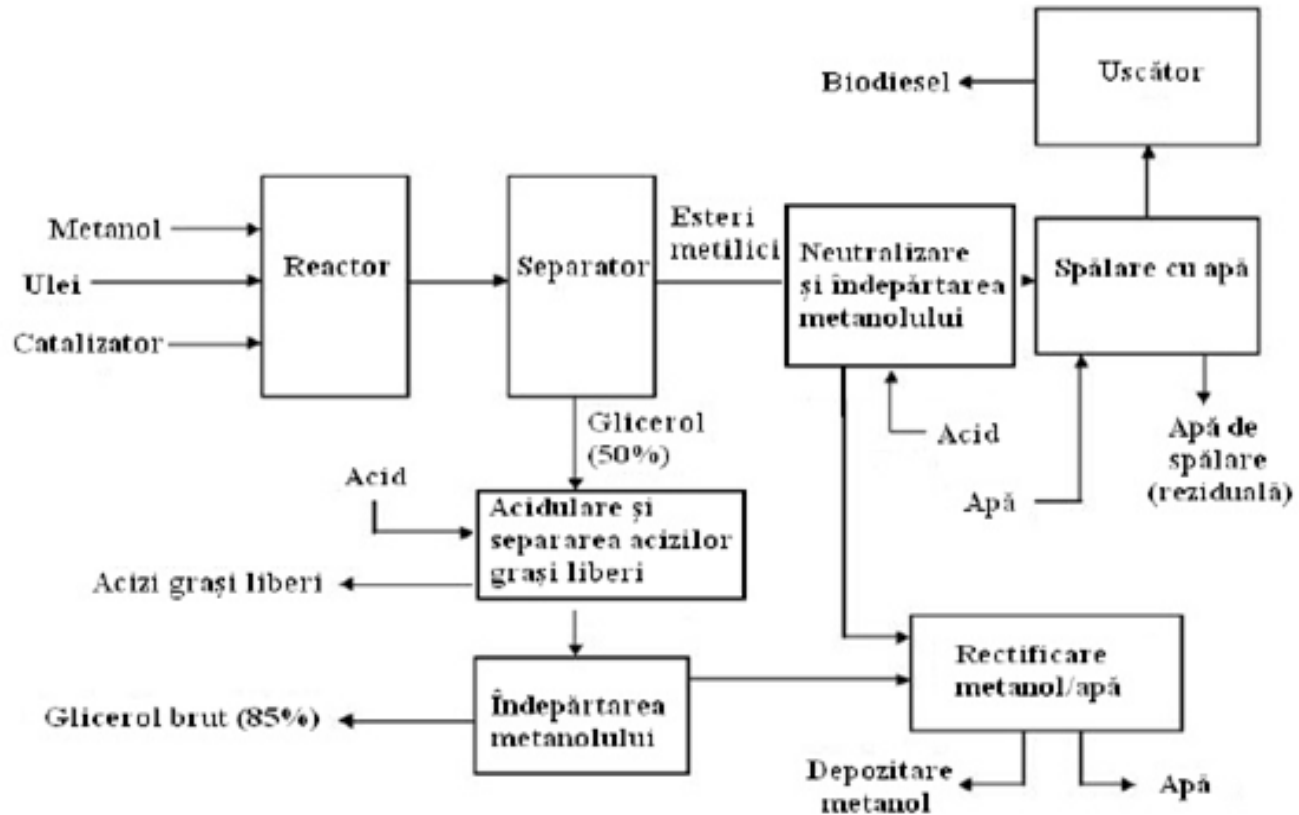 Uscător
Biodiesel
Metanol
Ulei
Catalizator
Reactor
Separator
Esteri
metilici
Neutralizare
și îndepărtarea
metanolului
Spălare cu apă
Glicerol
(50%)
Acid
Apă
Apă de
spălare
(reziduală)
Acid
Acidulare și
separarea acizilor
grași liberi
Acizi grași liberi
Îndepărtarea
metanolului
Glicerol brut (85%)
Rectificare
metanol/apă
Depozitare
metanol
Apă